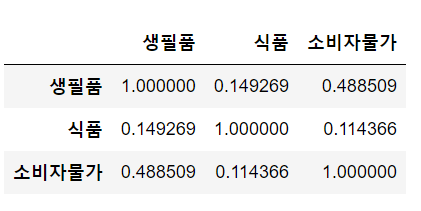 생필품 식품 소비자물가
생필품 1.000000 0.149269 0.488509
식품 0.149269 1.000000 0.114366
소비자물가 0.488509 0.114366 1.000000